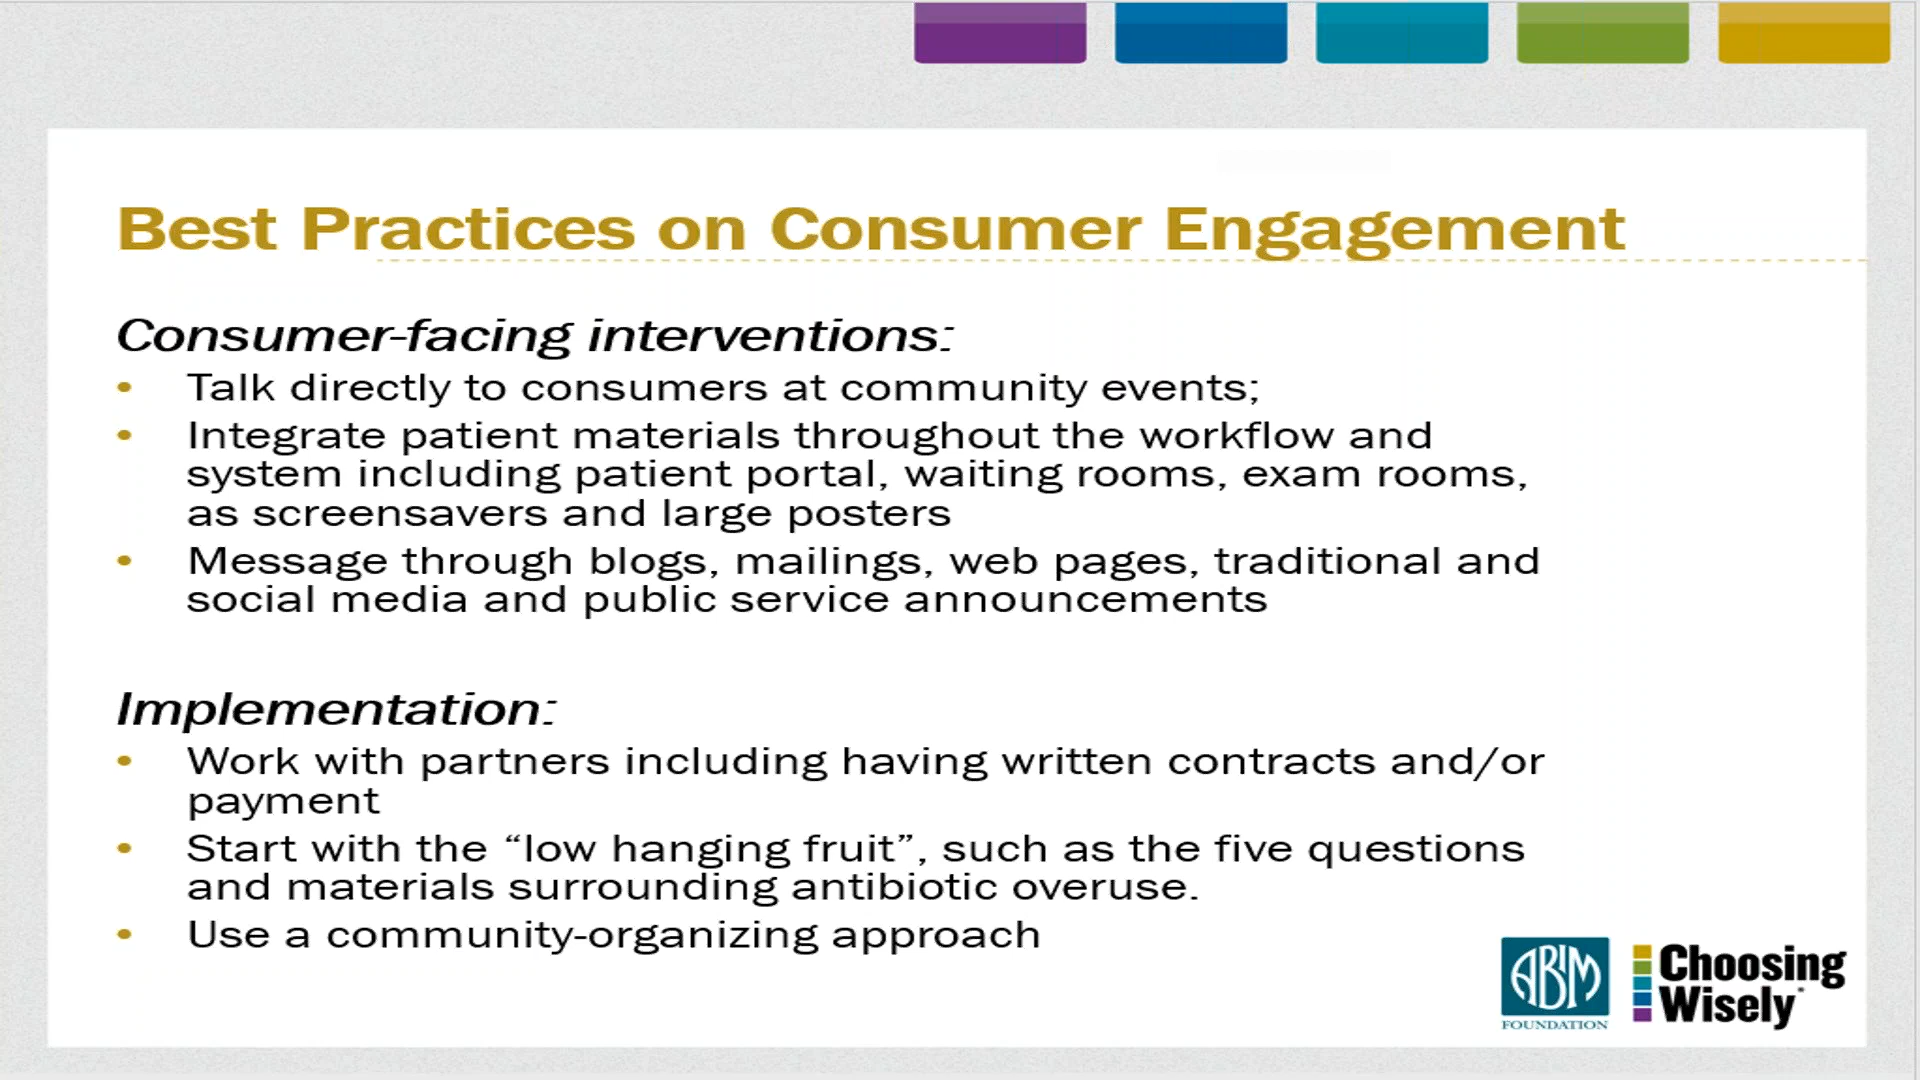 Best Practices on Consumer Engagement
Consumer-facing interventions:
• Talk directly to consumers at community events;
• Integrate patient materials throughout the workflow and
system including patient portal, waiting rooms, exam rooms,
as screensavers and large posters
• Message through blogs, mailings, web pages, traditional and
social media and public service announcements
Implementation:
• Work with partners including having written contracts and/or
payment
• Start with the “low hanging fruit”, such as the five questions
and materials surrounding antibiotic overuse.
• Use a community-organizing approach
ABIM
FOUNDATION
Choosing
Wisely